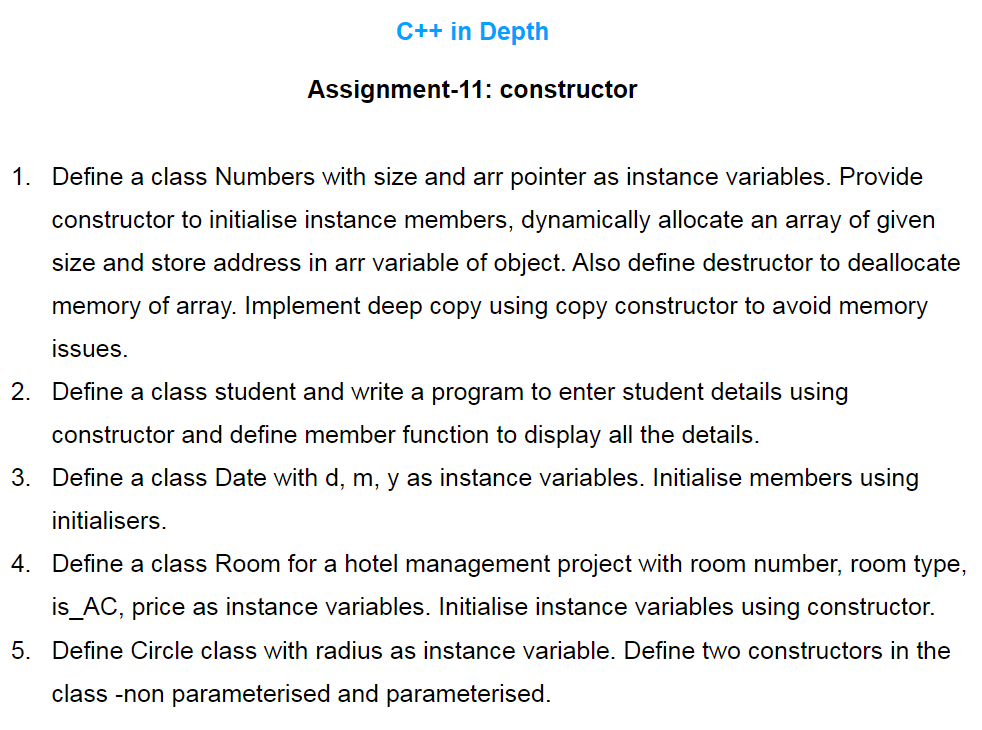 C++ in Depth
Assignment-11: constructor
1. Define a class Numbers with size and arr pointer as instance variables. Provide
constructor to initialise instance members, dynamically allocate an array of given
size and store address in arr variable of object. Also define destructor to deallocate
memory of array. Implement deep copy using copy constructor to avoid memory
issues.
2. Define a class student and write a program to enter student details using
constructor and define member function to display all the details.
3. Define a class Date with d, m, y as instance variables. Initialise members using
initialisers.
4. Define a class Room for a hotel management project with room number, room type,
is_AC, price as instance variables. Initialise instance variables using constructor.
5. Define Circle class with radius as instance variable. Define two constructors in the
class -non parameterised and parameterised.